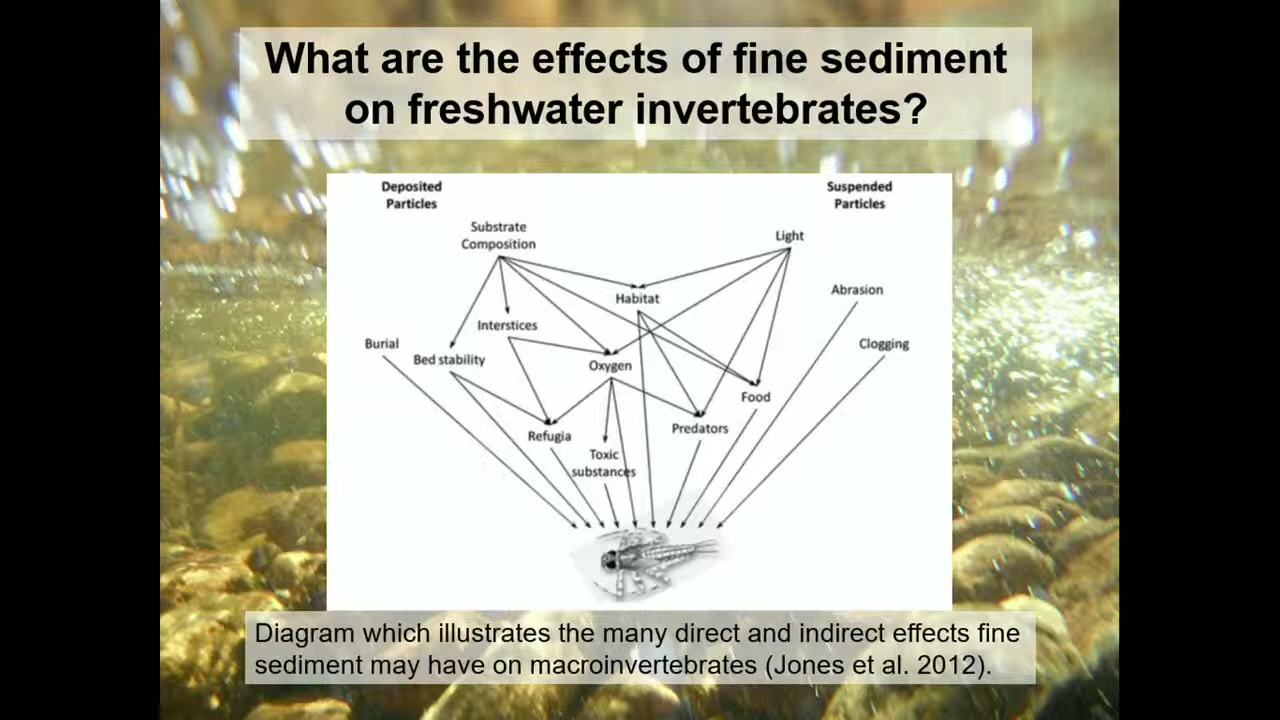 What are the effects of fine sediment
on freshwater invertebrates?
Deposited
Particles
Suspended
Particles
Substrate
Composition
Light
Habitat
Abrasion
Interstices
Burial
Bed stability
Oxygen
Clogging
Food
Refugia
Predators
Toxic
substances
Diagram which illustrates the many direct and indirect effects fine
sediment may have on macroinvertebrates (Jones et al. 2012).